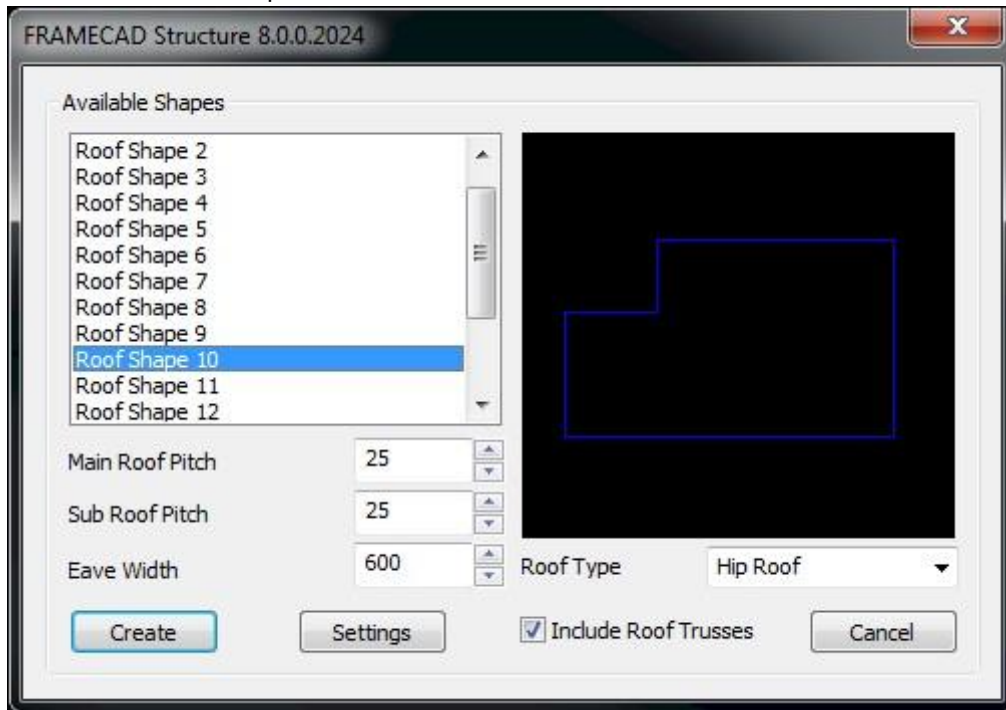 FRAMECAD Structure 8.0.0.2024
Available Shapes
Roof Shape 2
Roof Shape 3
Roof Shape 4
Roof Shape 5
Roof Shape 6
Roof Shape 7
Roof Shape 8
Roof Shape 9
Roof Shape 10
Roof Shape 11
Roof Shape 12
Main Roof Pitch 25
Sub Roof Pitch 25
Eave Width 600
Roof Type Hip Roof
Create Settings Include Roof Trusses Cancel